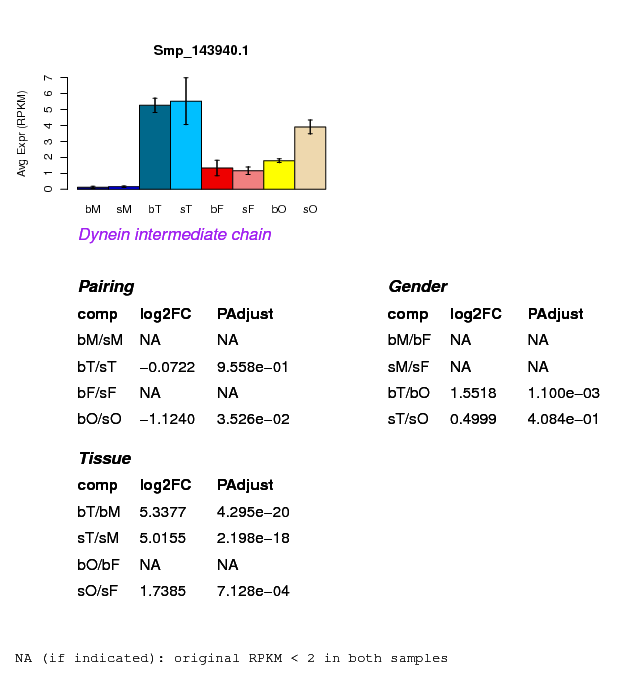 Smp_143940.1
Avg Expr (RPKM)
0 1 2 3 4 5 6 7
bM sM bT sT bF sF bO sO
Dynein intermediate chain
Pairing
comp log2FC PAdjust
bM/sM NA NA
bT/sT −0.0722 9.558e−01
bF/sF NA NA
bO/sO −1.1240 3.526e−02
Gender
comp log2FC PAdjust
bM/bF NA NA
sM/sF NA NA
bT/bO 1.5518 1.100e−03
sT/sO 0.4999 4.084e−01
Tissue
comp log2FC PAdjust
bT/bM 5.3377 4.295e−20
sT/sM 5.0155 2.198e−18
bO/bF NA NA
sO/sF 1.7385 7.128e−04
NA (if indicated): original RPKM < 2 in both samples